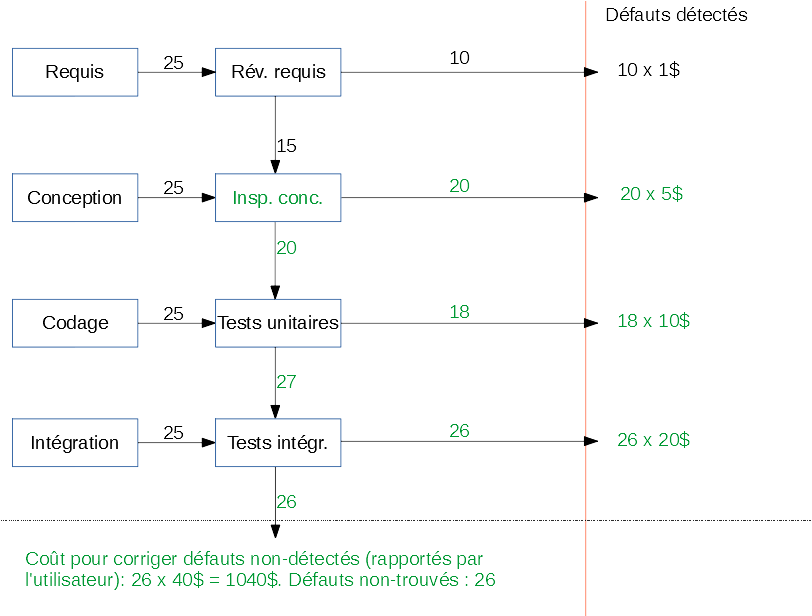 Défauts détectés
Requis
25
Rév. requis
10
10 x 1$
15
Conception
25
Insp. conc.
20
20 x 5$
20
Codage
25
Tests unitaires
18
18 x 10$
27
Intégration
25
Tests intégr.
26
26 x 20$
26
Coût pour corriger défauts non-détectés (rapportés par
l'utilisateur): 26 x 40$ = 1040$. Défauts non-trouvés : 26